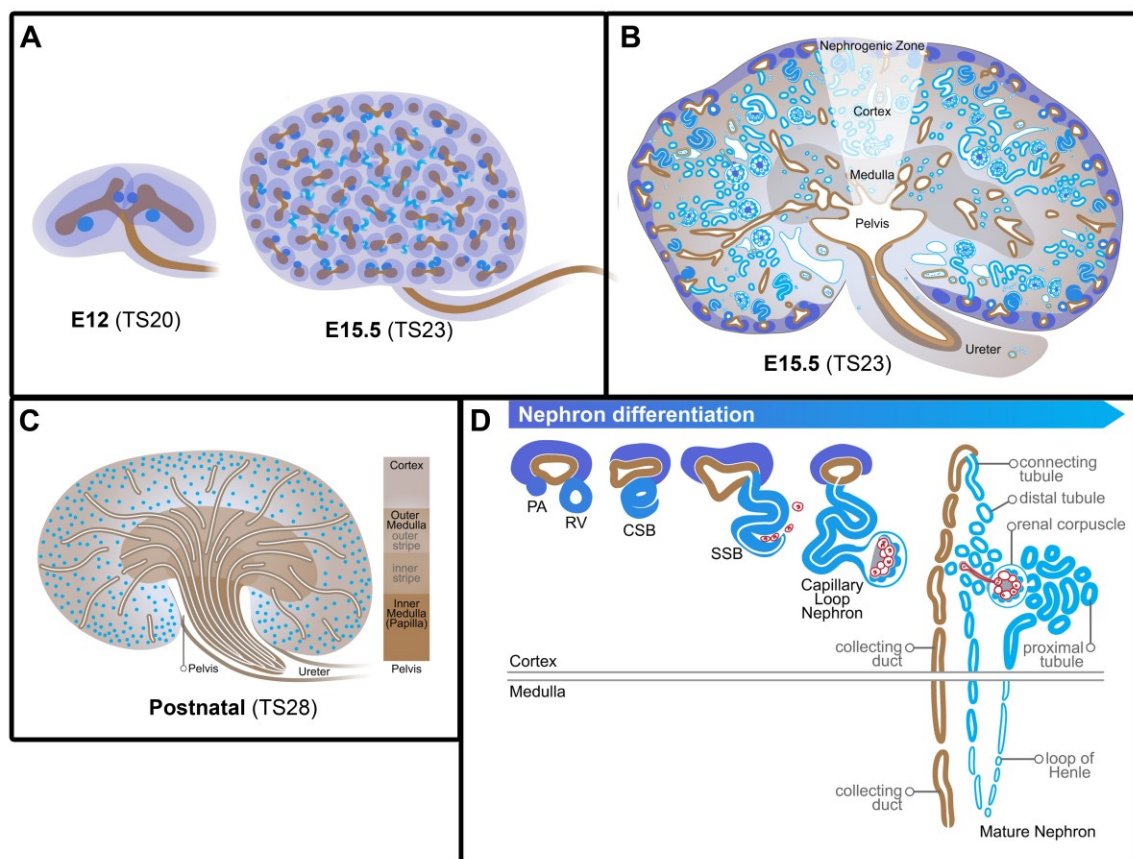 A
E12 (TS20)
E15.5 (TS23)
B
Nephrogenic Zone
Cortex
Medulla
Pelvis
Ureter
E15.5 (TS23)
C
Cortex
Outer
Medulla
outer
stripe
inner
stripe
Inner
Medulla
(Papilla)
Pelvis
Pelvis
Ureter
Postnatal (TS28)
D
Nephron differentiation
PA
RV
CSB
SSB
Capillary
Loop
Nephron
connecting
tubule
distal tubule
renal corpuscle
proximal
tubule
collecting
duct
Cortex
Medulla
loop of
Henle
collecting
duct
Mature Nephron